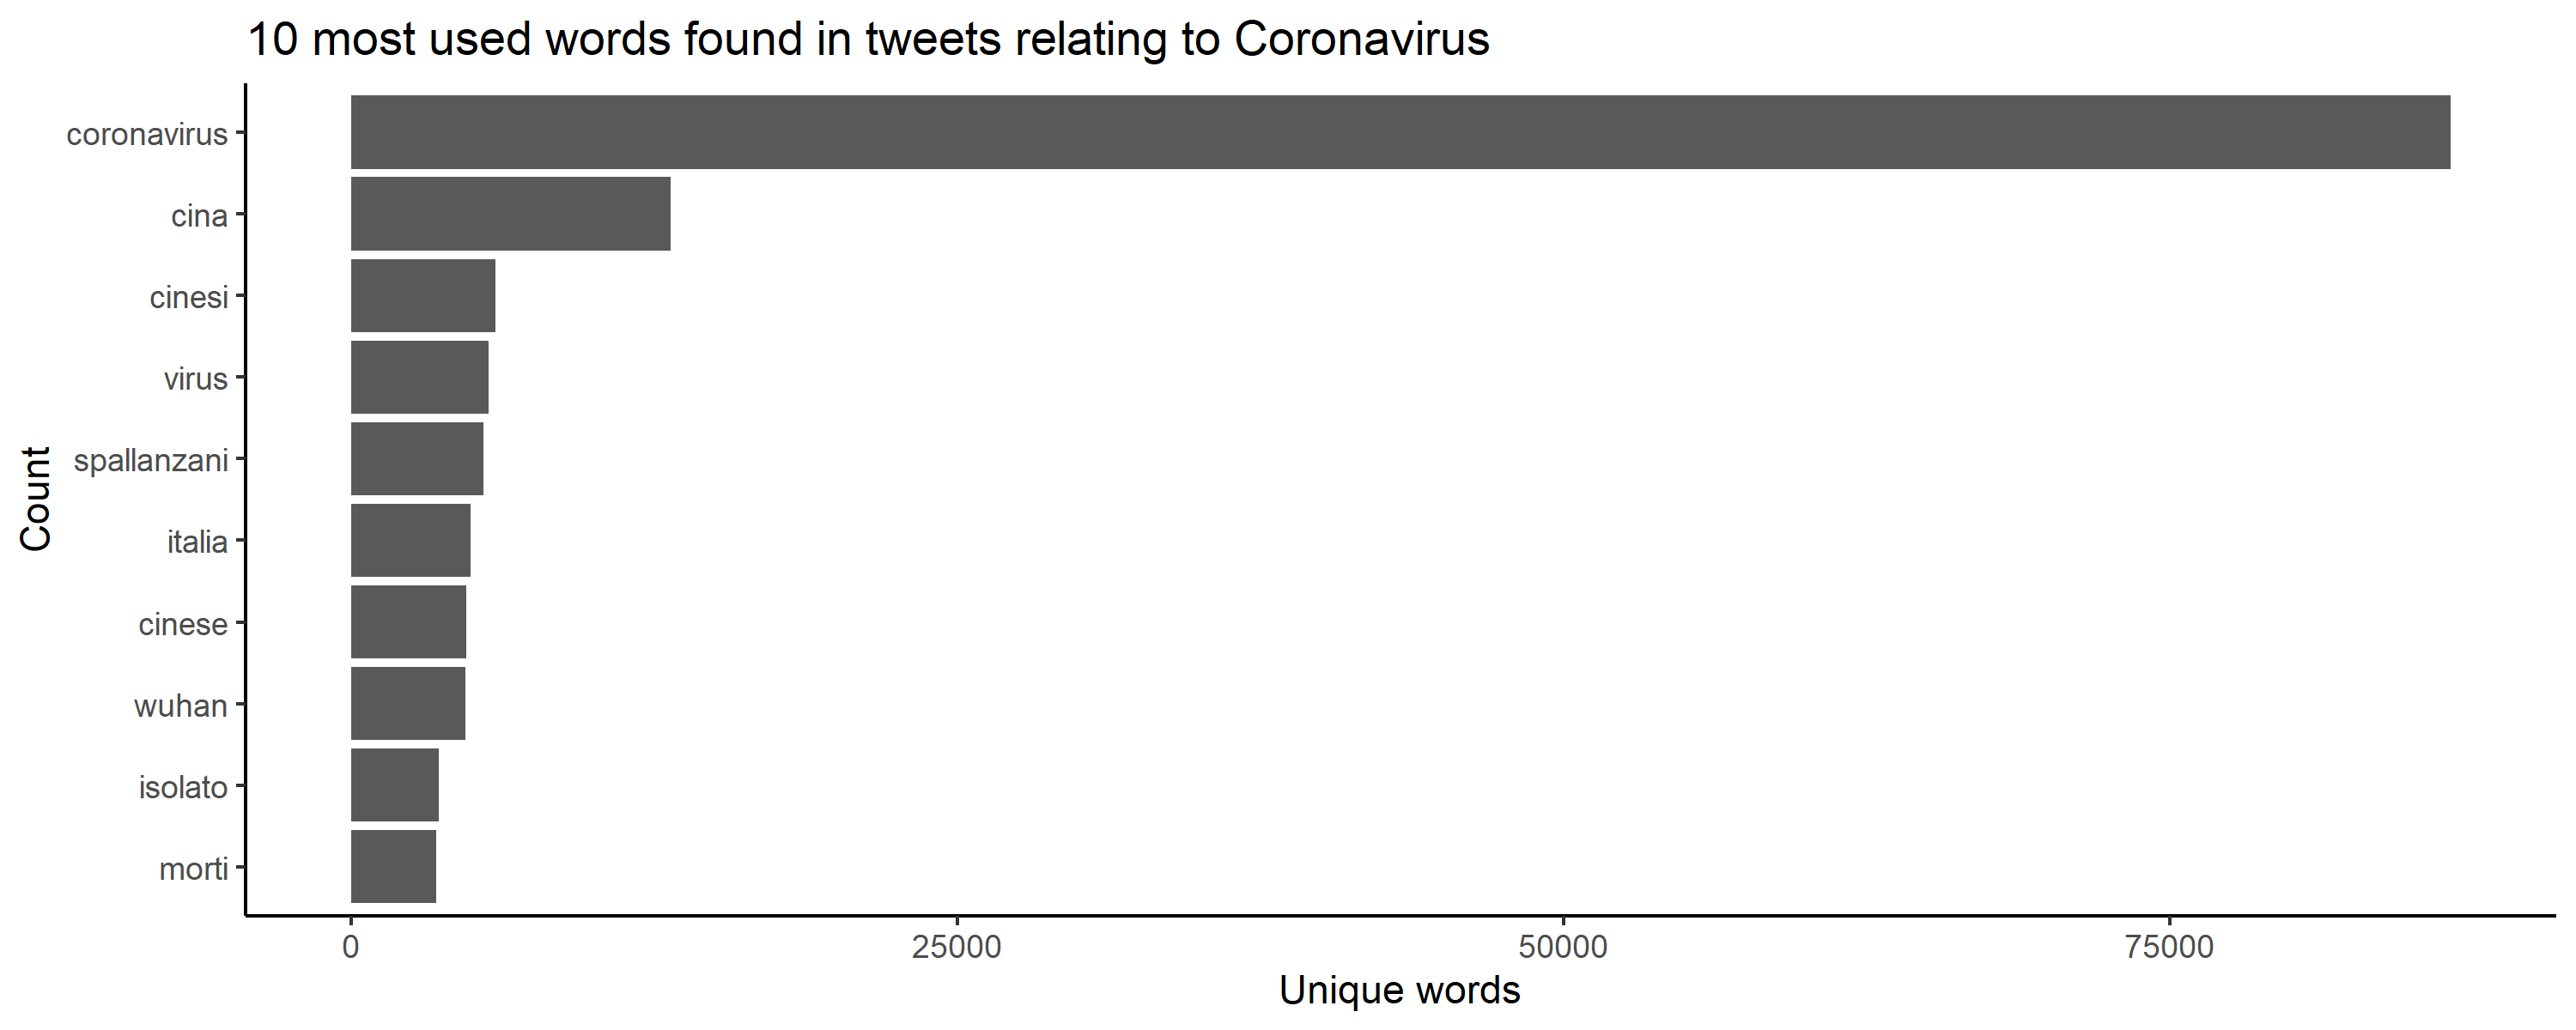 10 most used words found in tweets relating to Coronavirus
coronavirus
cina
cinesi
virus
spallanzani
italia
cinese
wuhan
isolato
morti
Count
0 25000 50000 75000
Unique words